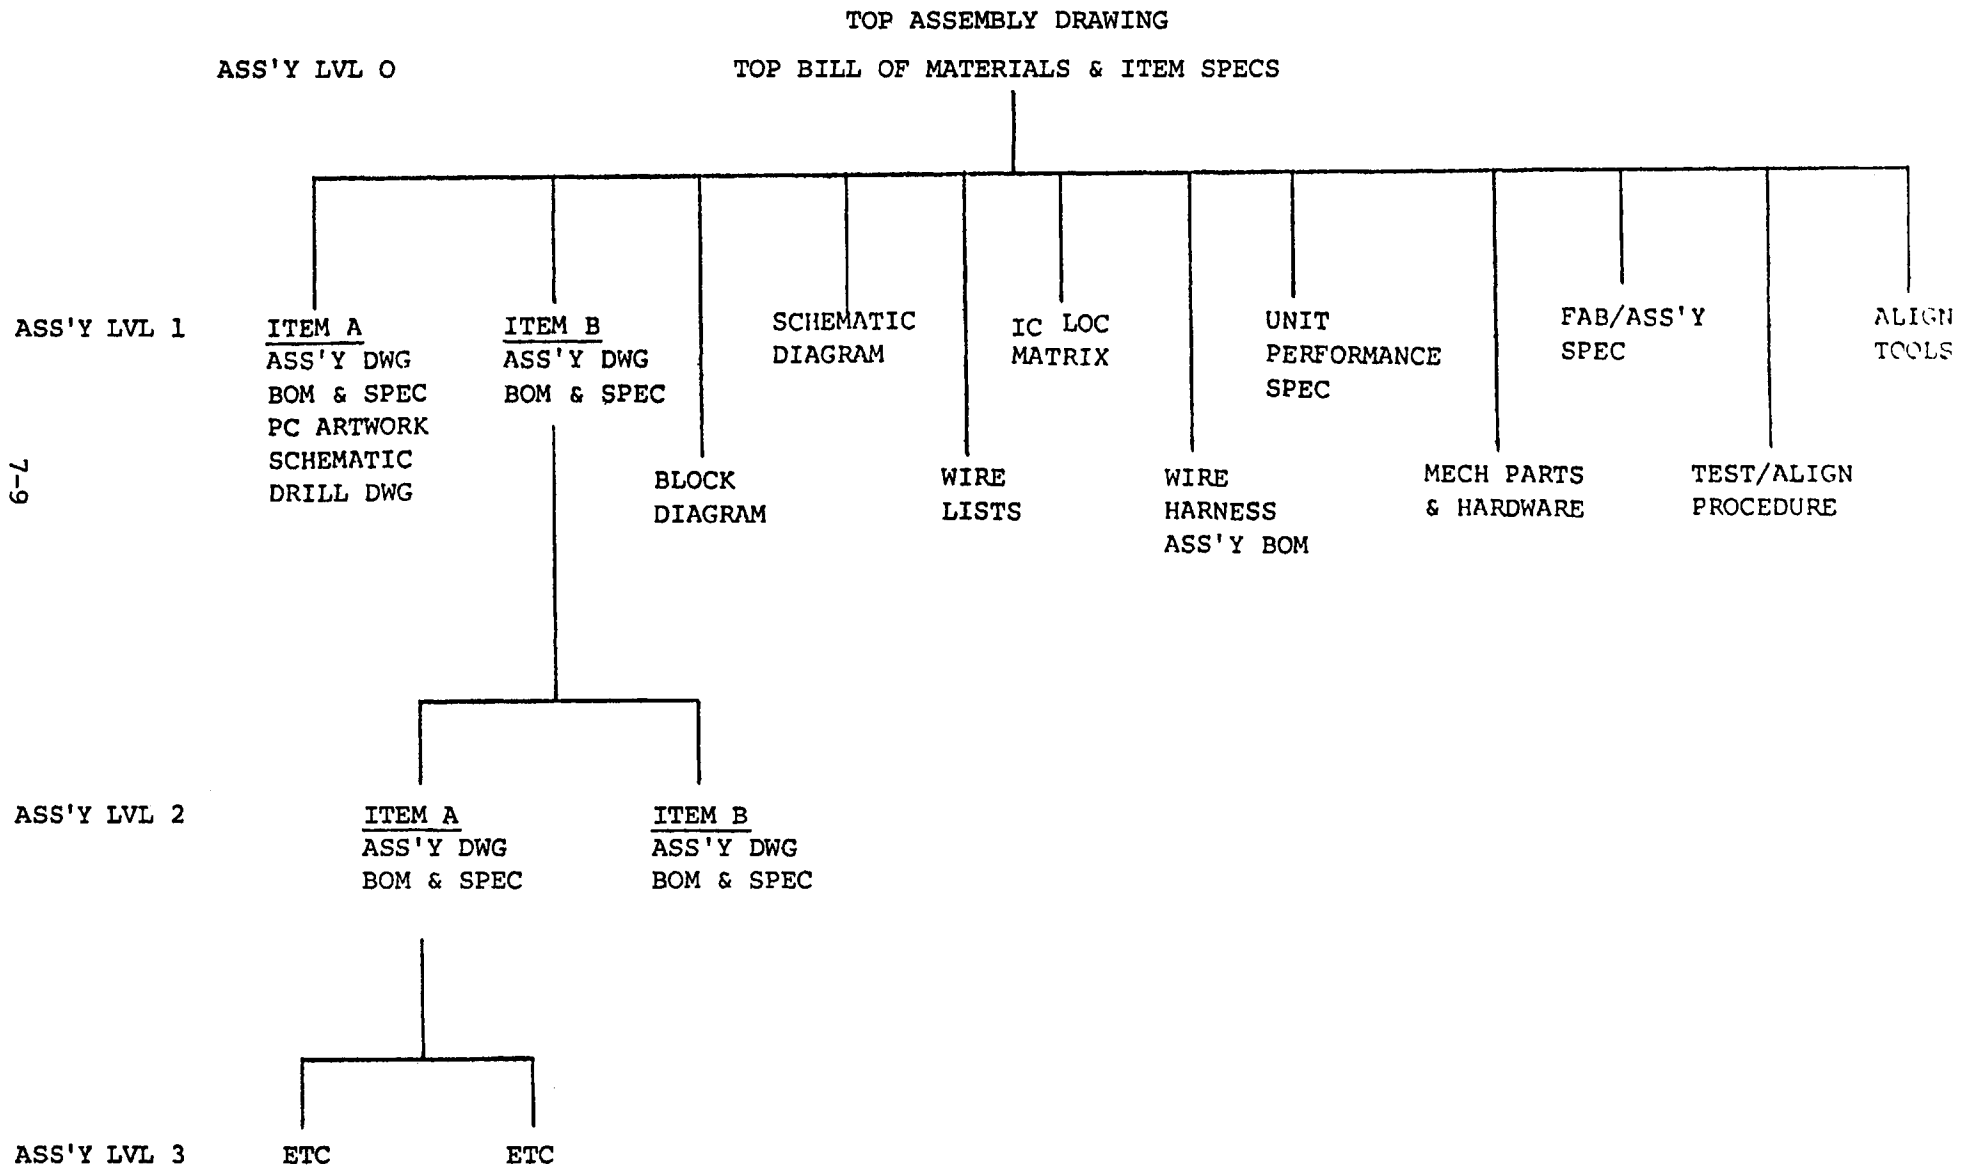 TOP ASSEMBLY DRAWING
ASS'Y LVL O
TOP BILL OF MATERIALS & ITEM SPECS
ASS'Y LVL 1
ITEM A
ASS'Y DWG
BOM & SPEC
PC ARTWORK
SCHEMATIC
DRILL DWG
ITEM B
ASS'Y DWG
BOM & SPEC
BLOCK
DIAGRAM
SCHEMATIC
DIAGRAM
WIRE
LISTS
IC LOC
MATRIX
WIRE
HARNESS
ASS'Y BOM
UNIT
PERFORMANCE
SPEC
MECH PARTS
& HARDWARE
FAB/ASS'Y
SPEC
TEST/ALIGN
PROCEDURE
ALIGN
TOOLS
7-9
ASS'Y LVL 2
ITEM A
ASS'Y DWG
BOM & SPEC
ITEM B
ASS'Y DWG
BOM & SPEC
ASS'Y LVL 3
ETC
ETC